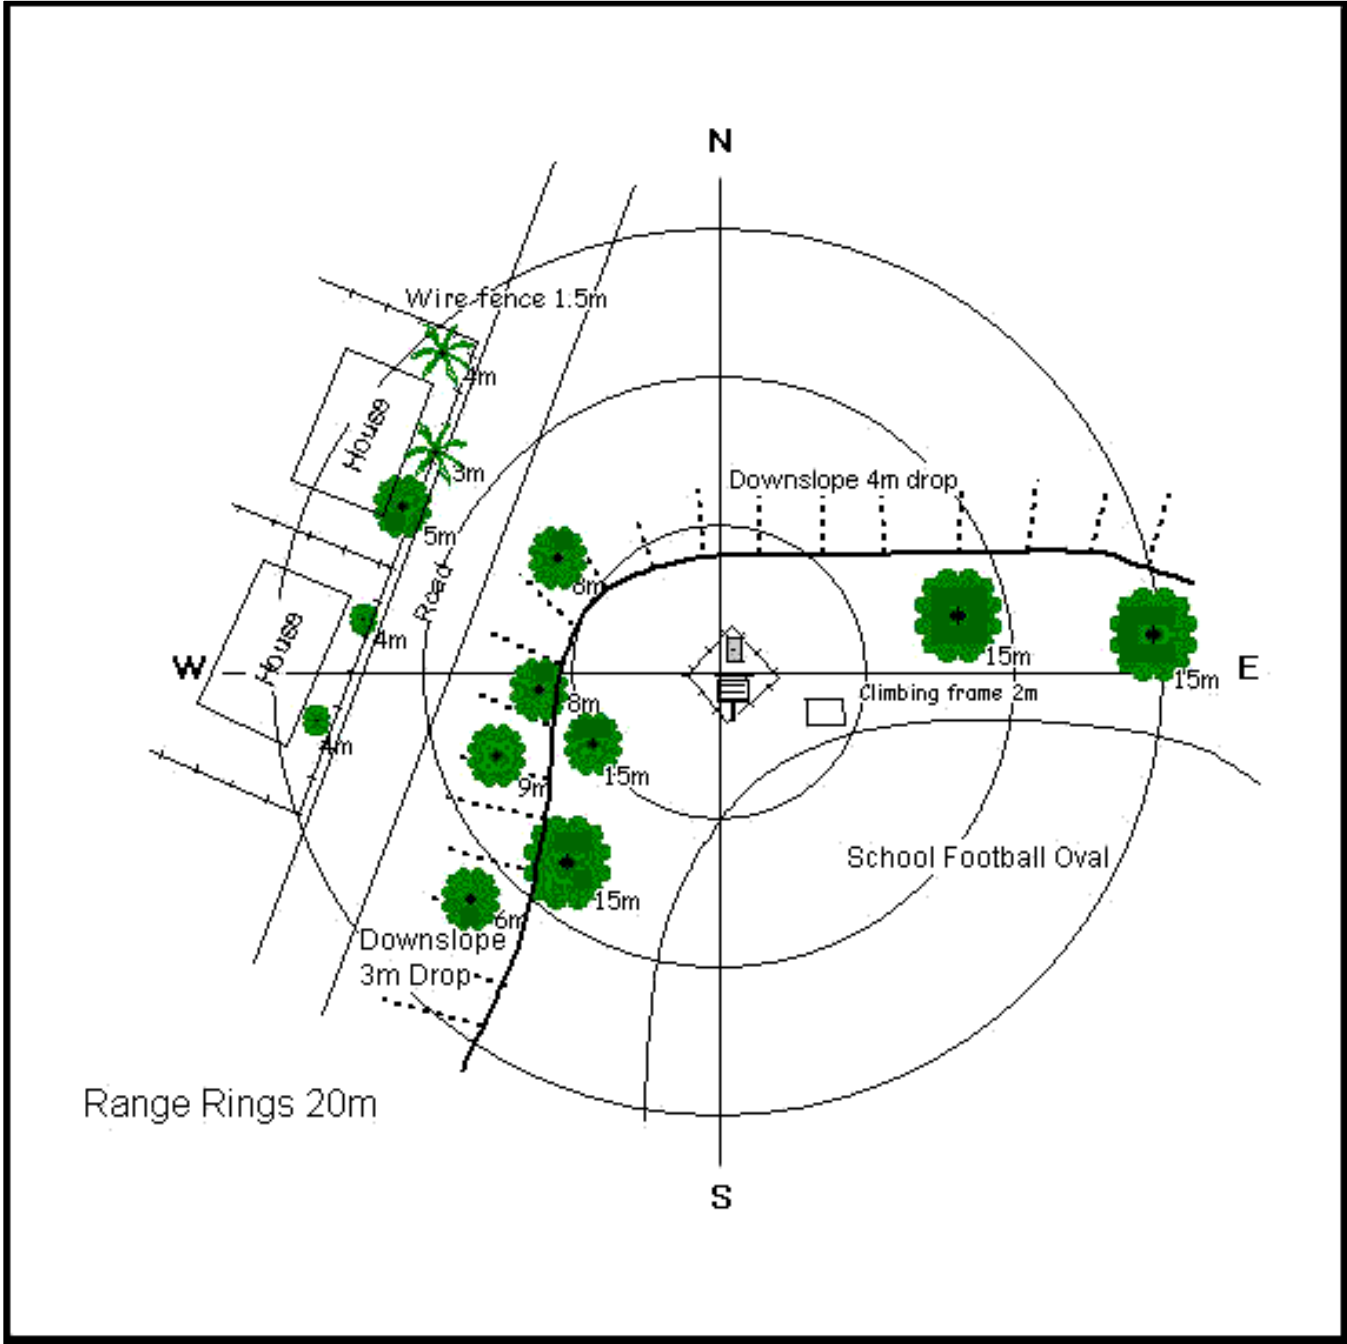 N
Wire fence 1.5m
4m
House
3m
Downslope 4m drop
5m
Road
6m
4m
House
W
15m
E
15m
Climbing frame 2m
8m
4m
15m
9m
School Football Oval
15m
6m
Downslope
3m Drop
Range Rings 20m
S